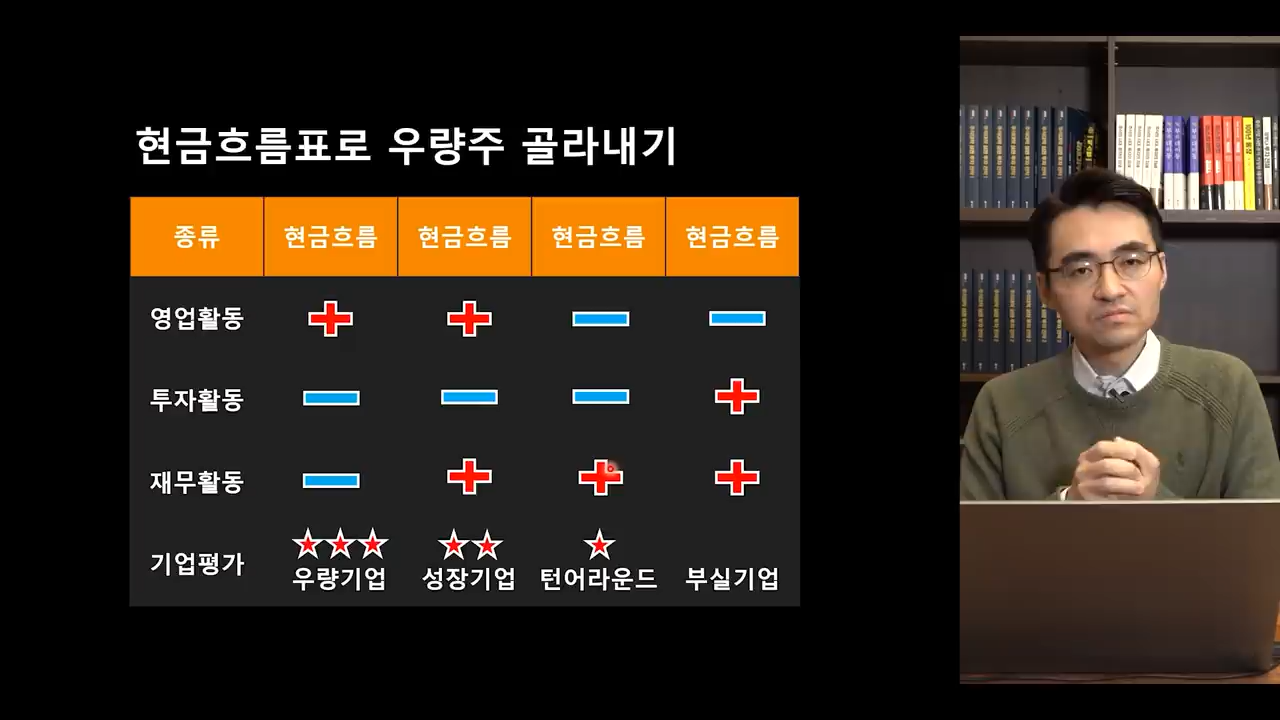 현금흐름표로 우량주 골라내기
종류 현금흐름 현금흐름 현금흐름 현금흐름
영업활동 + + - -
투자활동 - - - +
재무활동 - + + +
기업평가 ★★★ ★★ ★
우량기업 성장기업 턴어라운드 부실기업